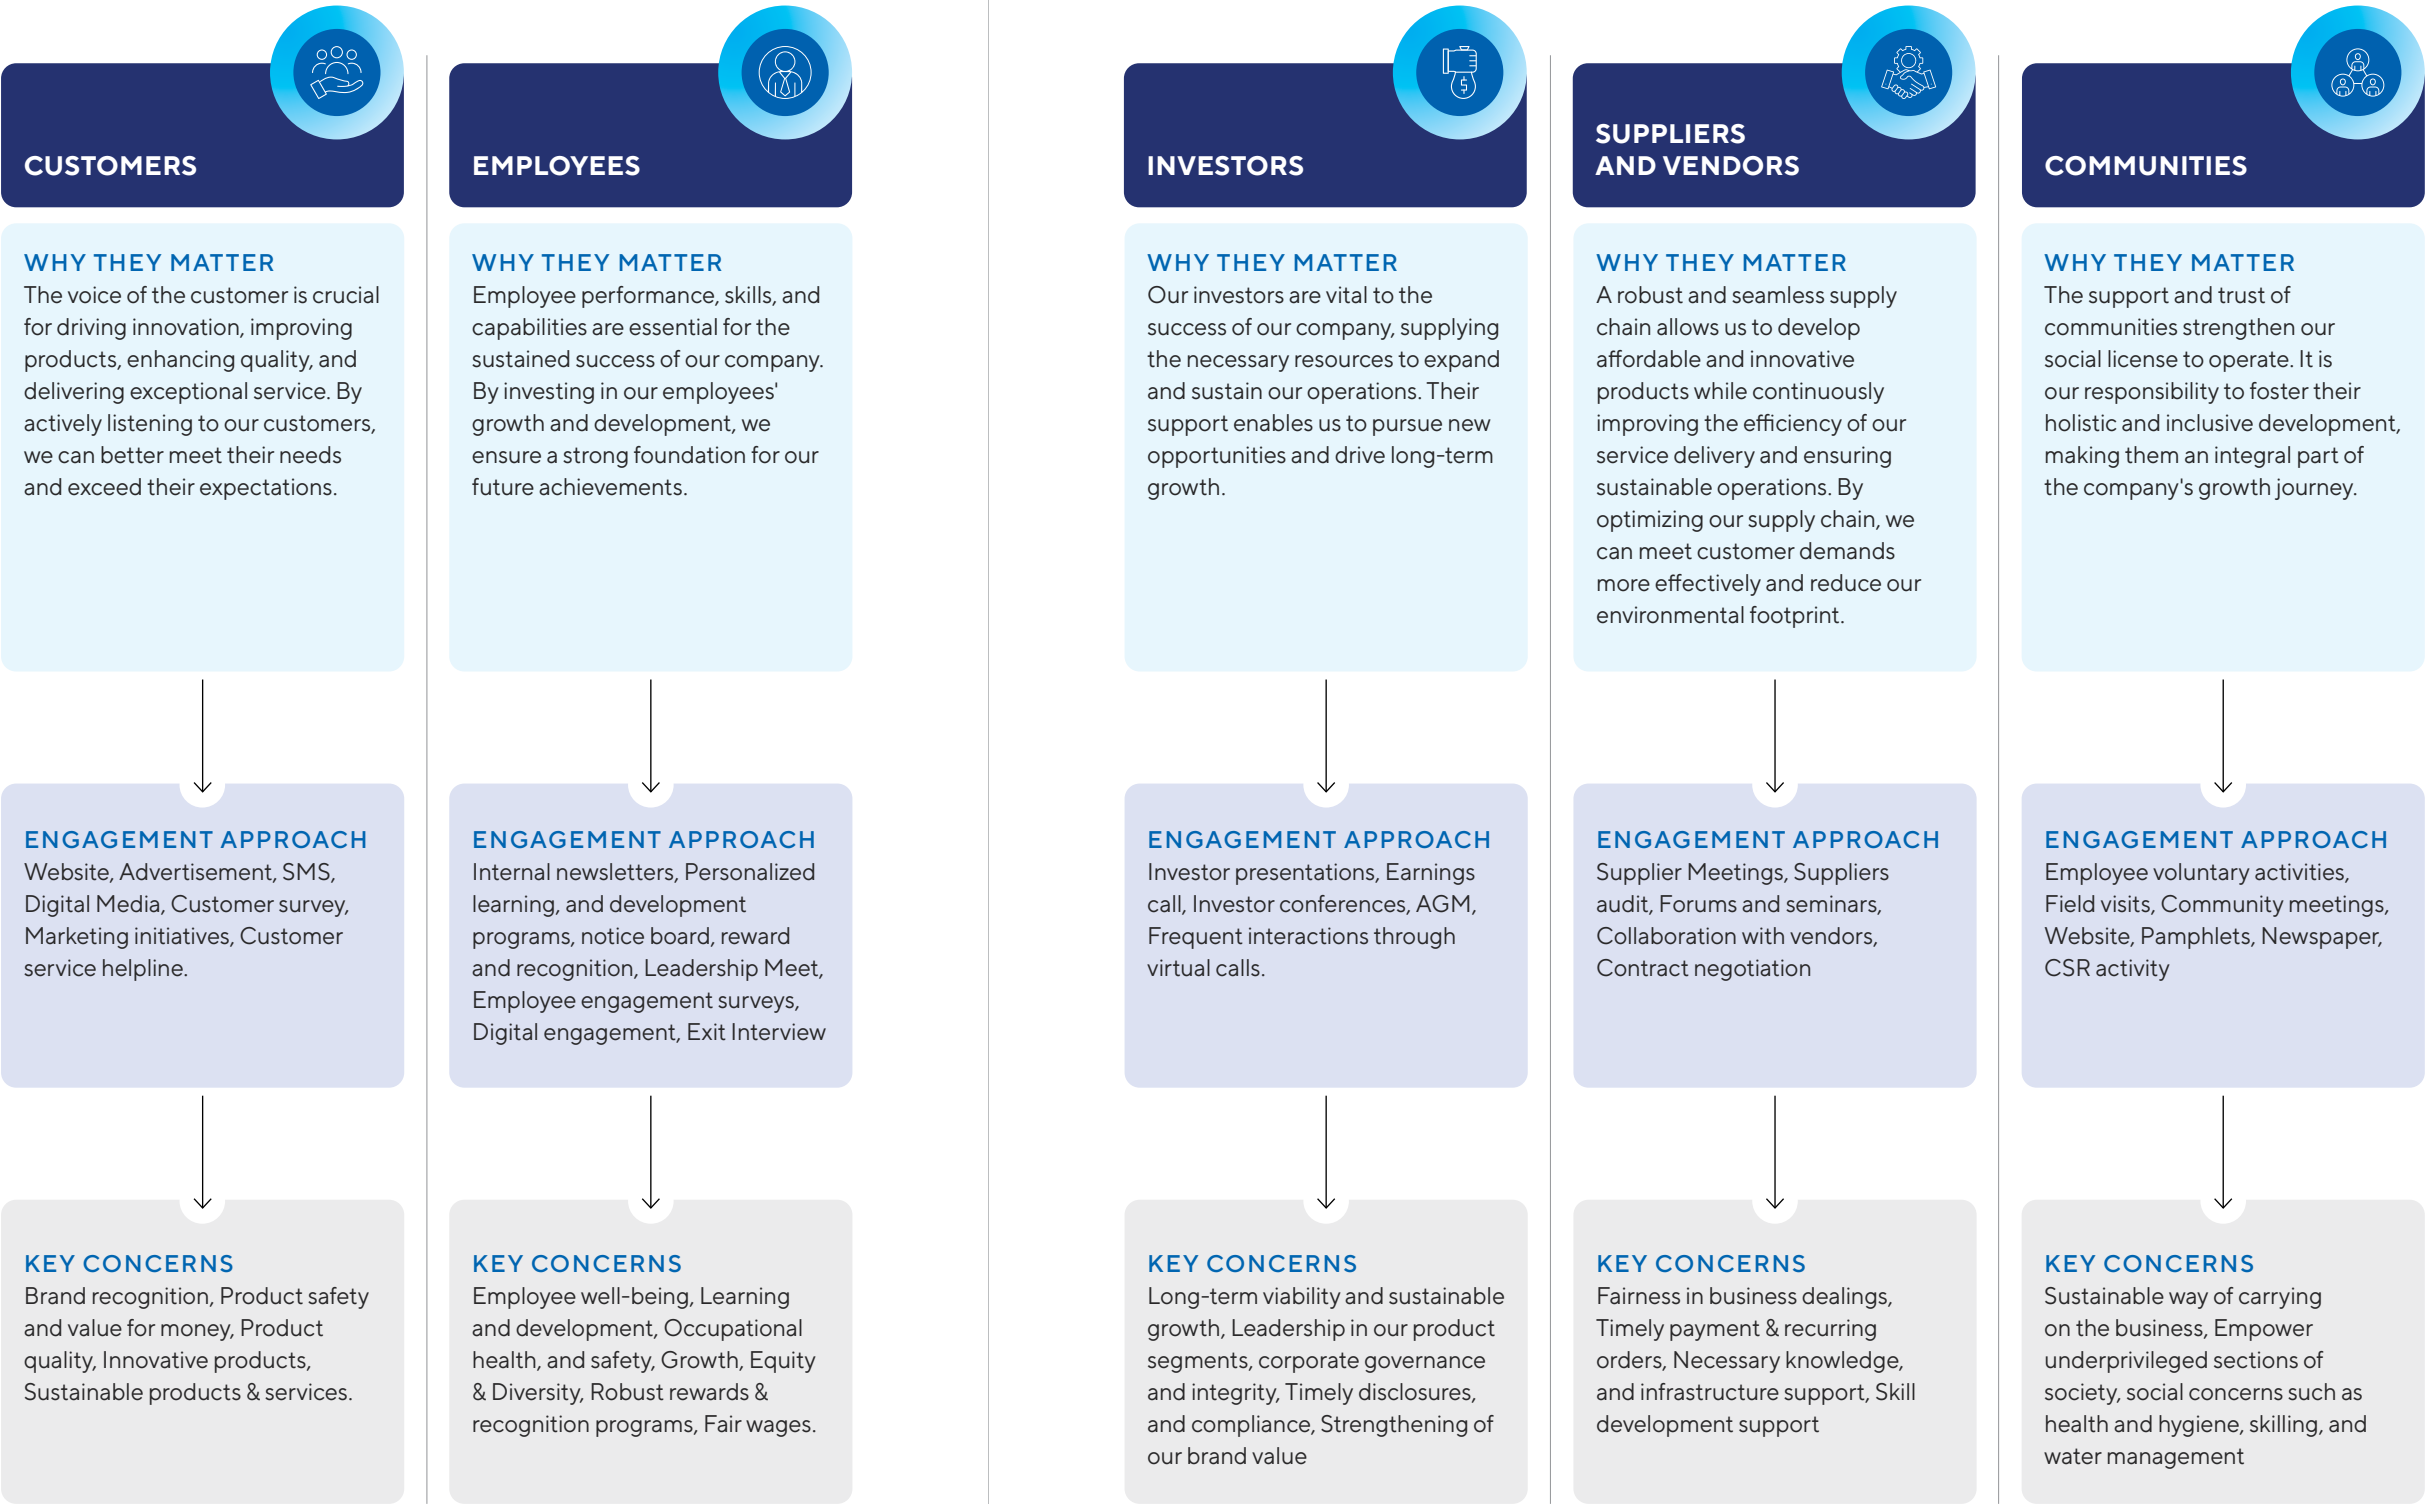 CUSTOMERS
WHY THEY MATTER
The voice of the customer is crucial
for driving innovation, improving
products, enhancing quality, and
delivering exceptional service. By
actively listening to our customers,
we can better meet their needs
and exceed their expectations.
ENGAGEMENT APPROACH
Website, Advertisement, SMS,
Digital Media, Customer survey,
Marketing initiatives, Customer
service helpline.
KEY CONCERNS
Brand recognition, Product safety
and value for money, Product
quality, Innovative products,
Sustainable products & services.
EMPLOYEES
WHY THEY MATTER
Employee performance, skills, and
capabilities are essential for the
sustained success of our company.
By investing in our employees'
growth and development, we
ensure a strong foundation for our
future achievements.
ENGAGEMENT APPROACH
Internal newsletters, Personalized
learning, and development
programs, notice board, reward
and recognition, Leadership Meet,
Employee engagement surveys,
Digital engagement, Exit Interview
KEY CONCERNS
Employee well-being, Learning
and development, Occupational
health, and safety, Growth, Equity
& Diversity, Robust rewards &
recognition programs, Fair wages.
INVESTORS
WHY THEY MATTER
Our investors are vital to the
success of our company, supplying
the necessary resources to expand
and sustain our operations. Their
support enables us to pursue new
opportunities and drive long-term
growth.
ENGAGEMENT APPROACH
Investor presentations, Earnings
call, Investor conferences, AGM,
Frequent interactions through
virtual calls.
KEY CONCERNS
Long-term viability and sustainable
growth, Leadership in our product
segments, corporate governance
and integrity, Timely disclosures,
and compliance, Strengthening of
our brand value
SUPPLIERS
AND VENDORS
WHY THEY MATTER
A robust and seamless supply
chain allows us to develop
affordable and innovative
products while continuously
improving the efficiency of our
service delivery and ensuring
sustainable operations. By
optimizing our supply chain, we
can meet customer demands
more effectively and reduce our
environmental footprint.
ENGAGEMENT APPROACH
Supplier Meetings, Suppliers
audit, Forums and seminars,
Collaboration with vendors,
Contract negotiation
KEY CONCERNS
Fairness in business dealings,
Timely payment & recurring
orders, Necessary knowledge,
and infrastructure support, Skill
development support
COMMUNITIES
WHY THEY MATTER
The support and trust of
communities strengthen our
social license to operate. It is
our responsibility to foster their
holistic and inclusive development,
making them an integral part of
the company's growth journey.
ENGAGEMENT APPROACH
Employee voluntary activities,
Field visits, Community meetings,
Website, Pamphlets, Newspaper,
CSR activity
KEY CONCERNS
Sustainable way of carrying
on the business, Empower
underprivileged sections of
society, social concerns such as
health and hygiene, skilling, and
water management